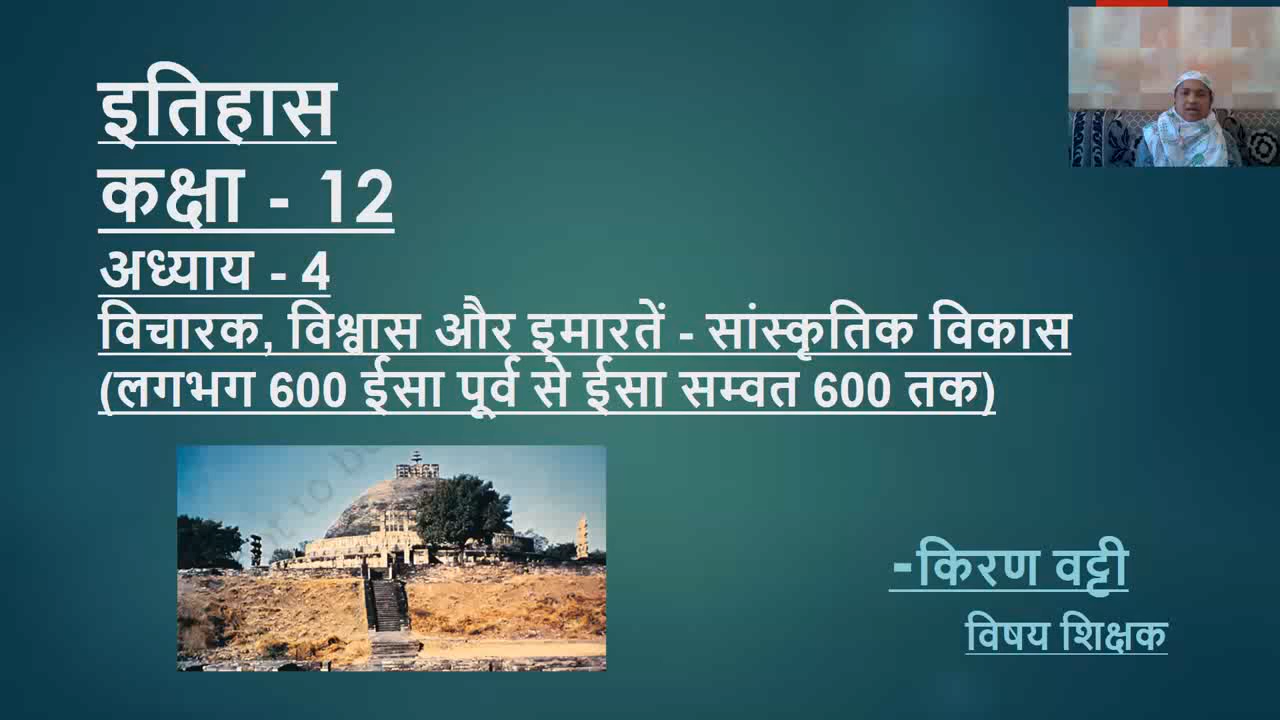 इतिहास
कक्षा - 12
अध्याय - 4
विचारक, विश्वास और इमारतें - सांस्कृतिक विकास
(लगभग 600 ईसा पूर्व से ईसा सम्वत 600 तक)
-किरण वट्टी
विषय शिक्षक